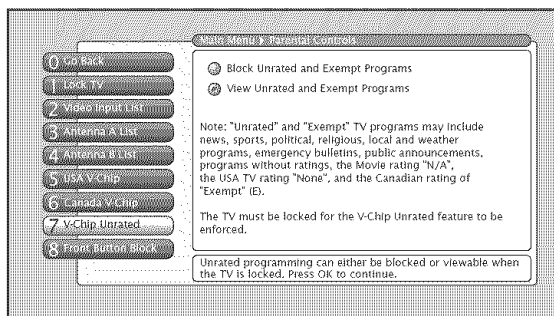 Main Menu ▸ Parental Controls
0 Go Back
1 Lock TV
2 Video Input List
3 Antenna A List
4 Antenna B List
5 USA V-Chip
6 Canada V-Chip
7 V-Chip Unrated
8 Front Button Block
Block Unrated and Exempt Programs
View Unrated and Exempt Programs
Note: "Unrated" and "Exempt" TV programs may include
news, sports, political, religious, local and weather
programs, emergency bulletins, public announcements,
programs without ratings, the Movie rating "N/A",
the USA TV rating "None", and the Canadian rating of
"Exempt" (E).
The TV must be locked for the V-Chip Unrated feature to be
enforced.
Unrated programming can either be blocked or viewable when
the TV is locked. Press OK to continue.